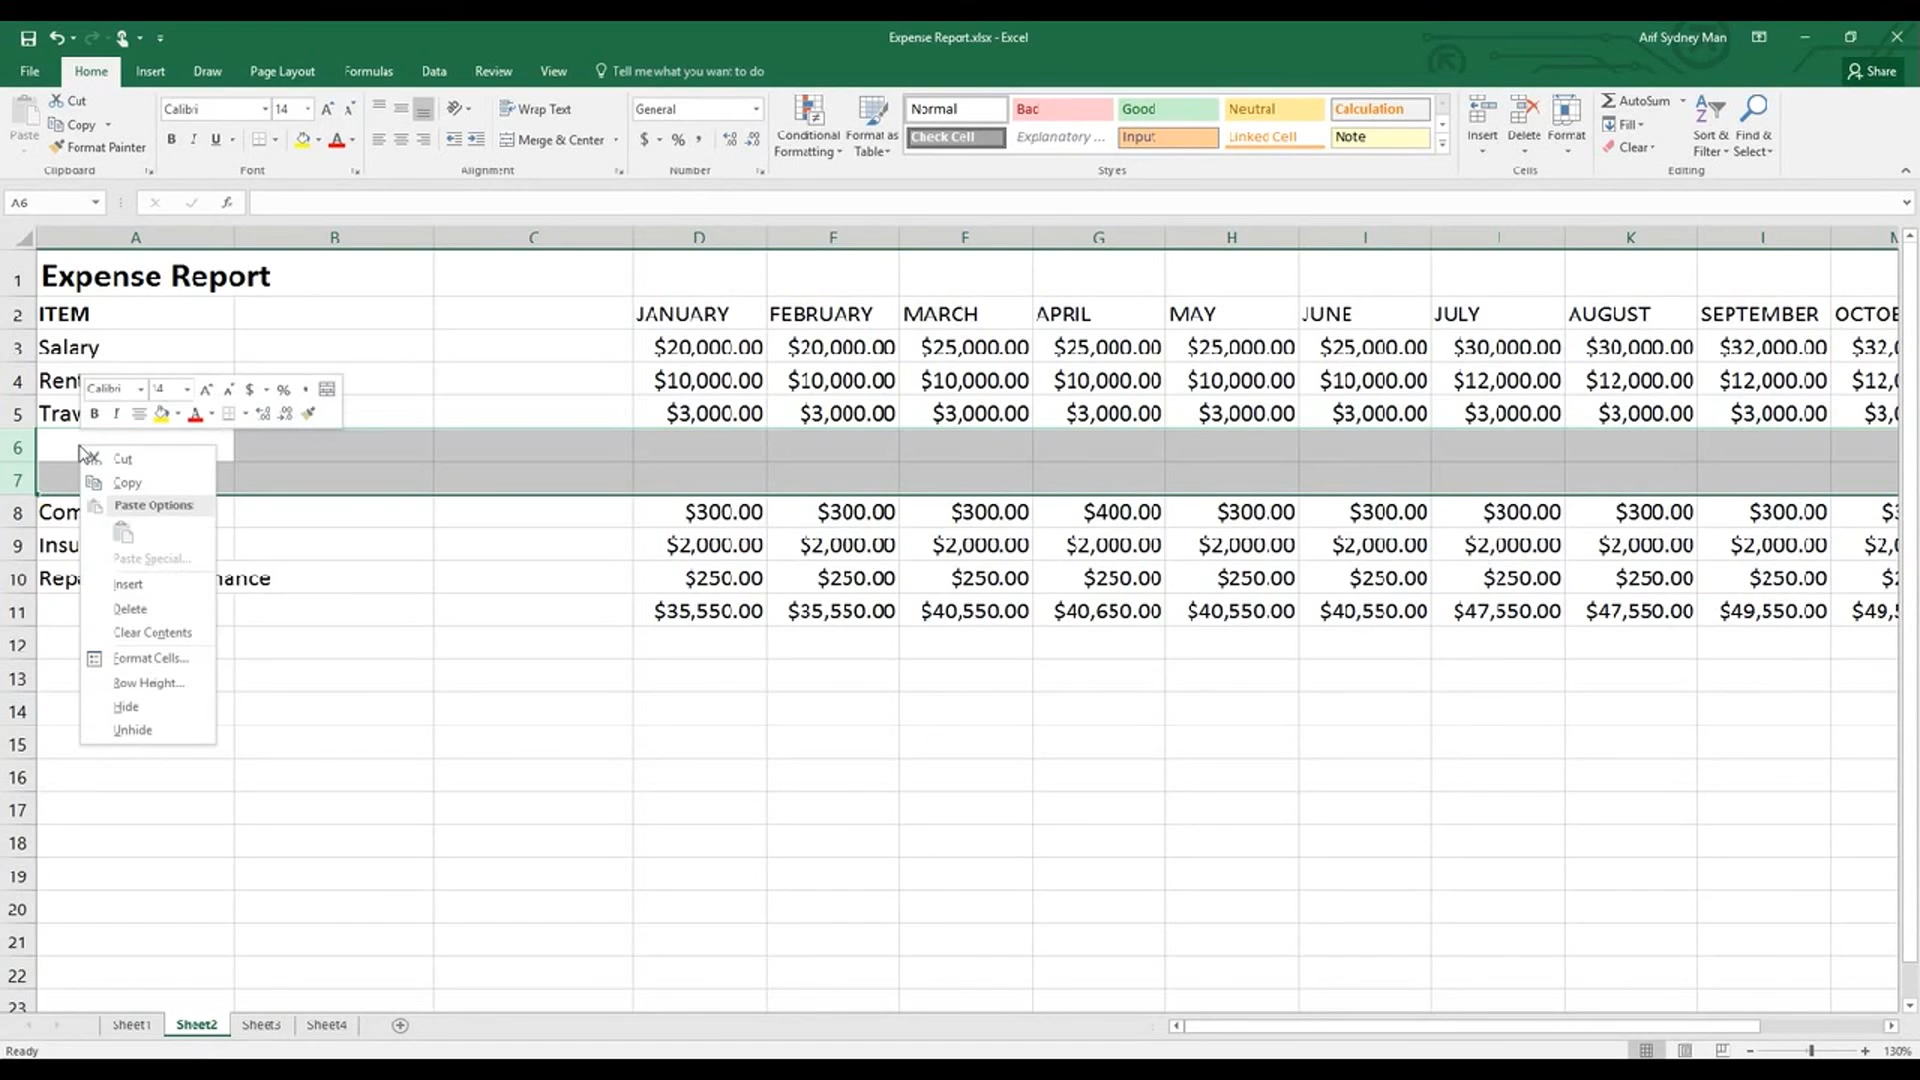 Expense Report.xlsx - Excel
Arif Sydney Man
File Home Insert Draw Page Layout Formulas Data Review View Tell me what you want to do Share
Paste Cut Copy Format Painter
Clipboard
Calibri 14
B I U A
Font
Wrap Text
Merge & Center
Alignment
General
$ % ,
Number
Conditional Formatting
Format as Table
Normal Bad Good Neutral Calculation
Check Cell Explanatory ... Input Linked Cell Note
Styles
Insert Delete Format
Cells
AutoSum
Fill
Clear
Sort & Filter
Find & Select
Editing
A6
fx
A B C D E F G H I J K L M
1 Expense Report
2 ITEM JANUARY FEBRUARY MARCH APRIL MAY JUNE JULY AUGUST SEPTEMBER OCTOB
3 Salary $20,000.00 $20,000.00 $25,000.00 $25,000.00 $25,000.00 $25,000.00 $30,000.00 $30,000.00 $32,000.00 $32,0
4 Rent $10,000.00 $10,000.00 $10,000.00 $10,000.00 $10,000.00 $10,000.00 $12,000.00 $12,000.00 $12,000.00 $12,0
Calibri 14 A A $ % ,
5 Trav $3,000.00 $3,000.00 $3,000.00 $3,000.00 $3,000.00 $3,000.00 $3,000.00 $3,000.00 $3,000.00 $3,0
B I A
6
7
8 Com $300.00 $300.00 $300.00 $400.00 $300.00 $300.00 $300.00 $300.00 $300.00 $3
9 Insu $2,000.00 $2,000.00 $2,000.00 $2,000.00 $2,000.00 $2,000.00 $2,000.00 $2,000.00 $2,000.00 $2,0
10 Repa nance $250.00 $250.00 $250.00 $250.00 $250.00 $250.00 $250.00 $250.00 $250.00 $2
11 $35,550.00 $35,550.00 $40,550.00 $40,650.00 $40,550.00 $40,550.00 $47,550.00 $47,550.00 $49,550.00 $49,5
12
13
14
15
16
17
18
19
20
21
22
23
Cut
Copy
Paste Options
Paste Special...
Insert
Delete
Clear Contents
Format Cells...
Row Height...
Hide
Unhide
Sheet1 Sheet2 Sheet3 Sheet4
Ready
130%